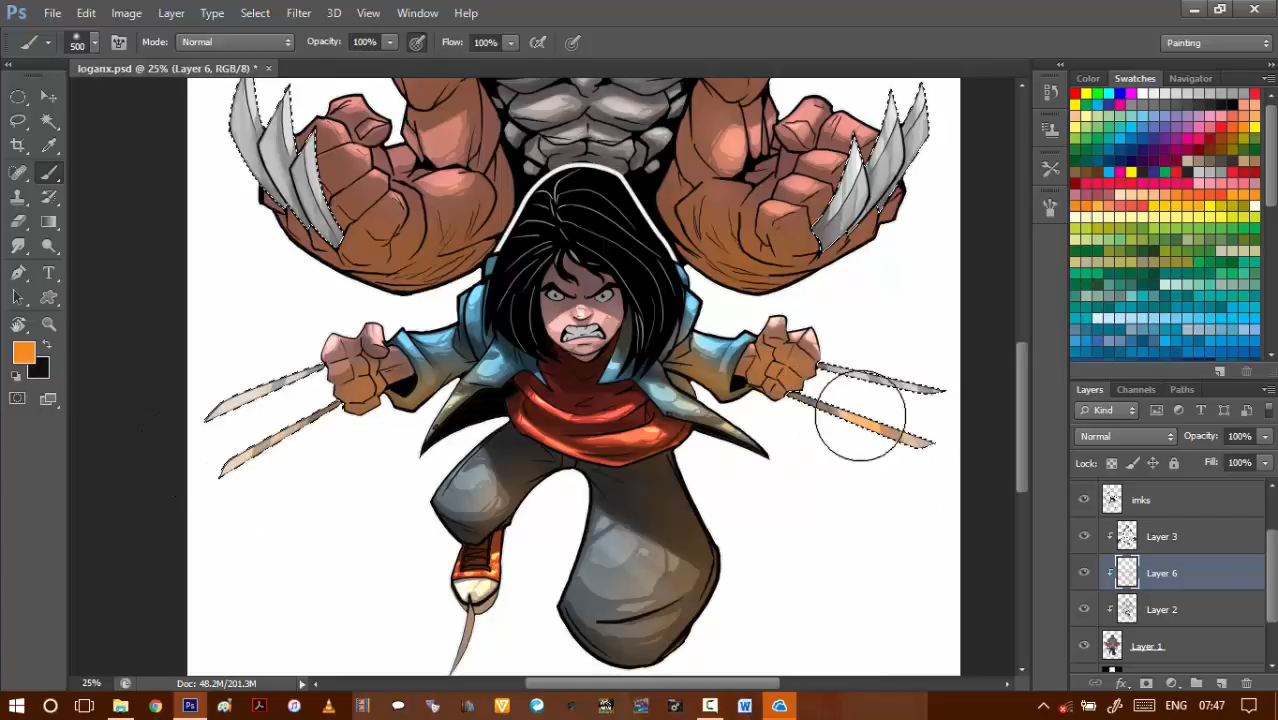 Ps File Edit Image Layer Type Select Filter 3D View Window Help
500 Mode: Normal Opacity: 100% Flow: 100% Painting
loganx.psd @ 25% (Layer 6, RGB/8) * ×
Color Swatches Navigator
Layers Channels Paths
Kind
Normal Opacity: 100%
Lock: Fill: 100%
imks
Layer 3
Layer 6
Layer 2
Layer 1
fx
25% Doc: 48.2M/201.3M
ENG 07:47